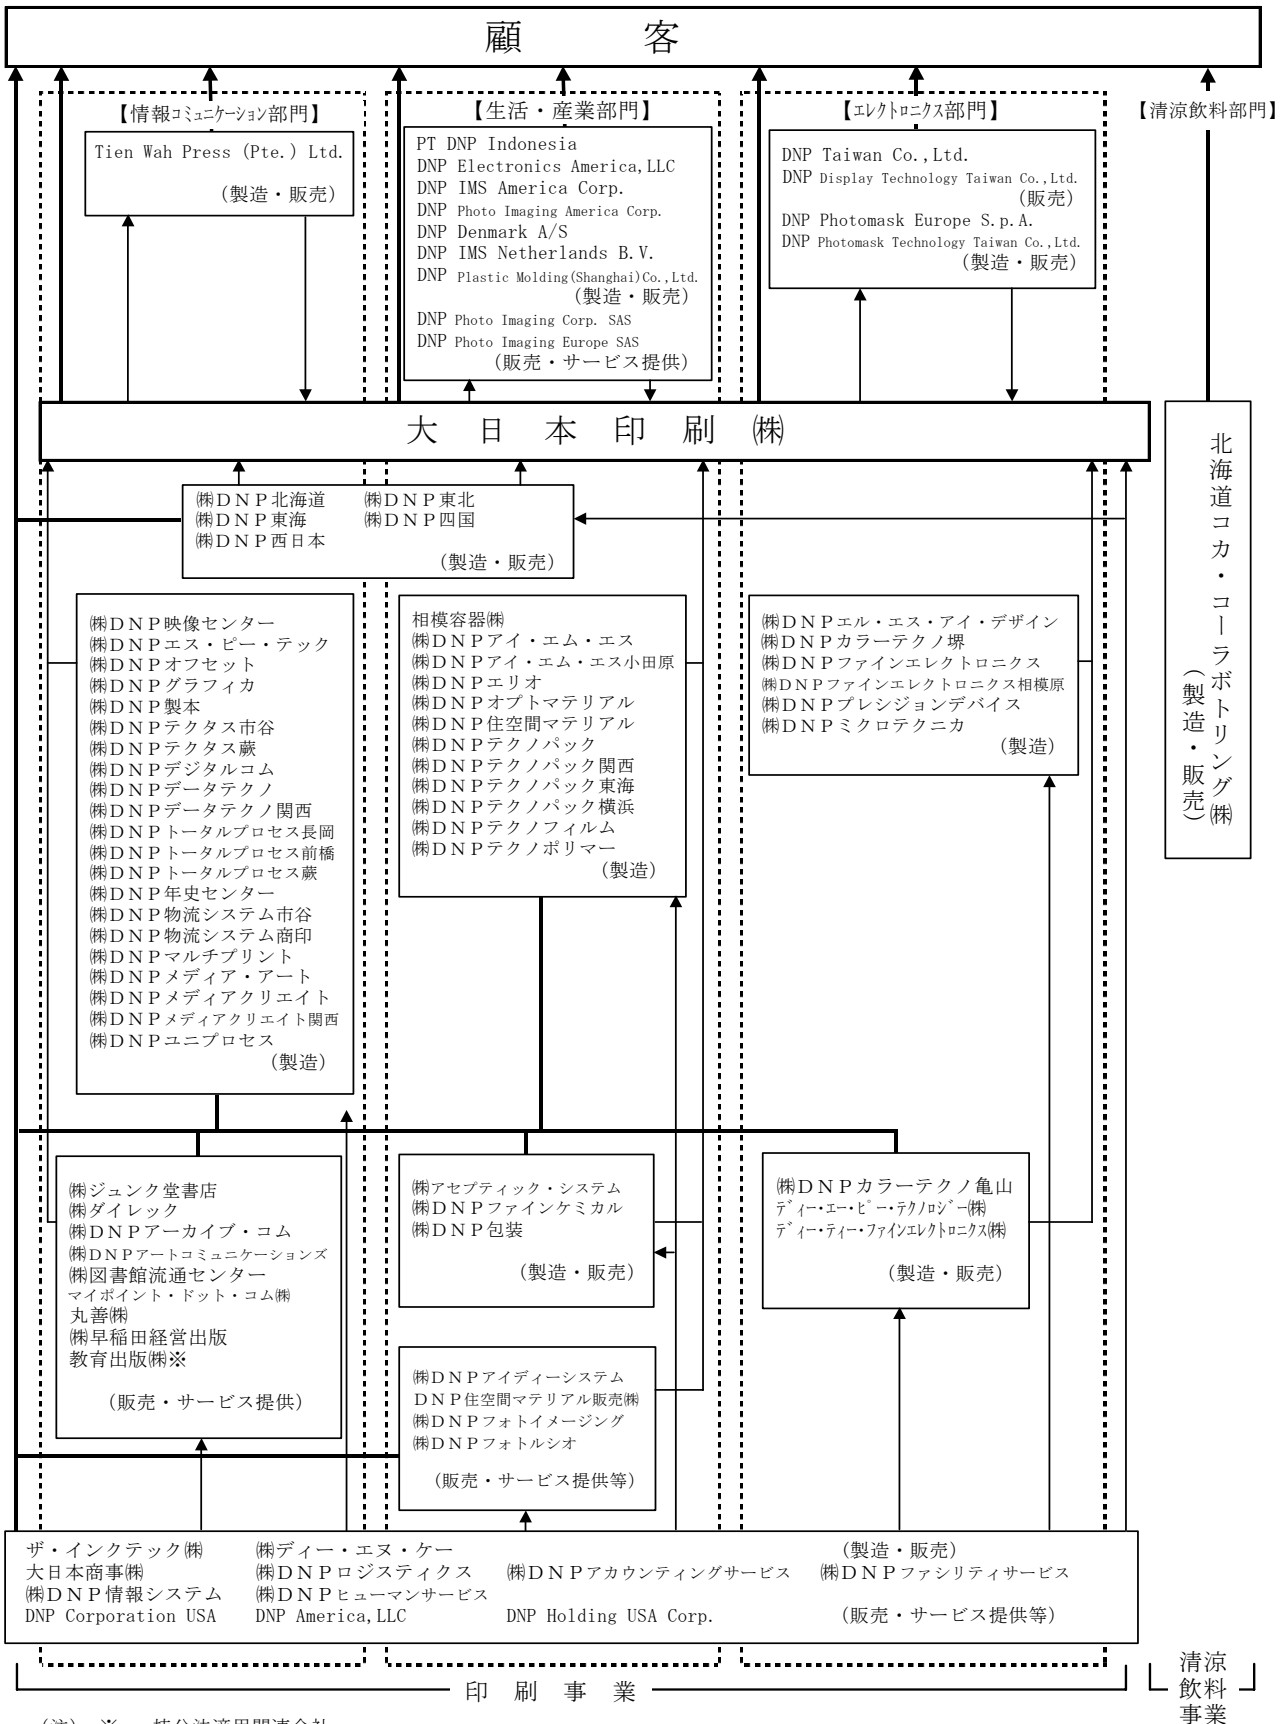 顧 客
【情報コミュニケーション部門】
Tien Wah Press (Pte.) Ltd.
(製造・販売)
【生活・産業部門】
PT DNP Indonesia
DNP Electronics America,LLC
DNP IMS America Corp.
DNP Photo Imaging America Corp.
DNP Denmark A/S
DNP IMS Netherlands B.V.
DNP Plastic Molding(Shanghai)Co.,Ltd.
(製造・販売)
DNP Photo Imaging Corp. SAS
DNP Photo Imaging Europe SAS
(販売・サービス提供)
【エレクトロニクス部門】
DNP Taiwan Co.,Ltd.
DNP Display Technology Taiwan Co.,Ltd.
(販売)
DNP Photomask Europe S.p.A.
DNP Photomask Technology Taiwan Co.,Ltd.
(製造・販売)
【清涼飲料部門】
大 日 本 印 刷 ㈱
北海道コカ・コーラボトリング㈱
(製造・販売)
㈱DNP北海道 ㈱DNP東北
㈱DNP東海 ㈱DNP四国
㈱DNP西日本
(製造・販売)
㈱DNP映像センター
㈱DNPエス・ピー・テック
㈱DNPオフセット
㈱DNPグラフィカ
㈱DNP製本
㈱DNPテクタス市谷
㈱DNPテクタス蕨
㈱DNPデジタルコム
㈱DNPデータテクノ
㈱DNPデータテクノ関西
㈱DNPトータルプロセス長岡
㈱DNPトータルプロセス前橋
㈱DNPトータルプロセス蕨
㈱DNP年史センター
㈱DNP物流システム市谷
㈱DNP物流システム商印
㈱DNPマルチプリント
㈱DNPメディア・アート
㈱DNPメディアクリエイト
㈱DNPメディアクリエイト関西
㈱DNPユニプロセス
(製造)
相模容器㈱
㈱DNPアイ・エム・エス
㈱DNPアイ・エム・エス小田原
㈱DNPエリオ
㈱DNPオプトマテリアル
㈱DNP住空間マテリアル
㈱DNPテクノパック
㈱DNPテクノパック関西
㈱DNPテクノパック東海
㈱DNPテクノパック横浜
㈱DNPテクノフィルム
㈱DNPテクノポリマー
(製造)
㈱DNPエル・エス・アイ・デザイン
㈱DNPカラーテクノ堺
㈱DNPファインエレクトロニクス
㈱DNPファインエレクトロニクス相模原
㈱DNPプレシジョンデバイス
㈱DNPミクロテクニカ
(製造)
㈱ジュンク堂書店
㈱ダイレック
㈱DNPアーカイブ・コム
㈱DNPアートコミュニケーションズ
㈱図書館流通センター
マイポイント・ドット・コム㈱
丸善㈱
㈱早稲田経営出版
教育出版㈱※
(販売・サービス提供)
㈱アセプティック・システム
㈱DNPファインケミカル
㈱DNP包装
(製造・販売)
㈱DNPカラーテクノ亀山
ディー・エー・ピー・テクノロジー㈱
ディー・ティー・ファインエレクトロニクス㈱
(製造・販売)
㈱DNPアイディーシステム
DNP住空間マテリアル販売㈱
㈱DNPフォトイメージング
㈱DNPフォトルシオ
(販売・サービス提供等)
ザ・インクテック㈱ ㈱ディー・エヌ・ケー (製造・販売)
大日本商事㈱ ㈱DNPロジスティクス ㈱DNPアカウンティングサービス ㈱DNPファシリティサービス
㈱DNP情報システム ㈱DNPヒューマンサービス
DNP Corporation USA DNP America,LLC DNP Holding USA Corp. (販売・サービス提供等)
印 刷 事 業
清涼
飲料
事業